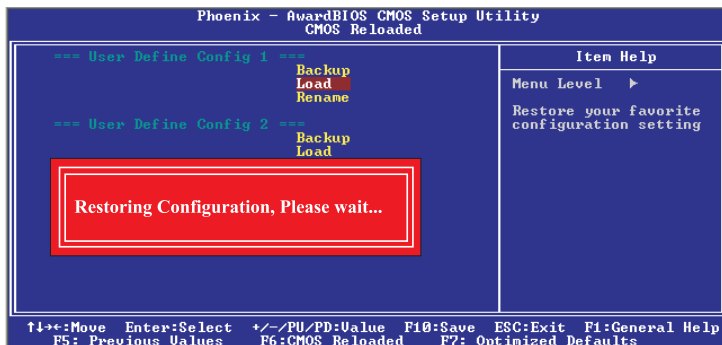 Phoenix - AwardBIOS CMOS Setup Utility
CMOS Reloaded
=== User Define Config 1 ===
Backup
Load
Rename
=== User Define Config 2 ===
Backup
Load
Restoring Configuration, Please wait...
Item Help
Menu Level ►
Restore your favorite
configuration setting
↑↓→←:Move Enter:Select +/-/PU/PD:Value F10:Save ESC:Exit F1:General Help
F5: Previous Values F6:CMOS Reloaded F7: Optimized Defaults